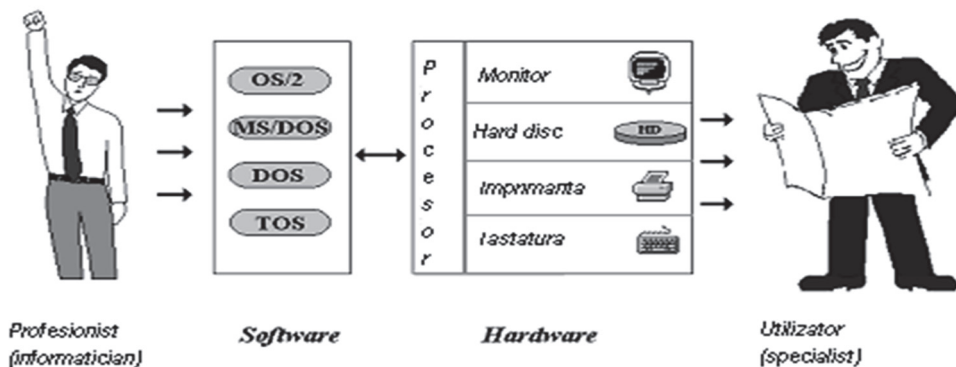 OS/2
MS/DOS
DOS
TOS
Procesor
Monitor
Hard disc
HD
Imprimanta
Tastatura
Profesionist
(informatician)
Software
Hardware
Utilizator
(specialist)